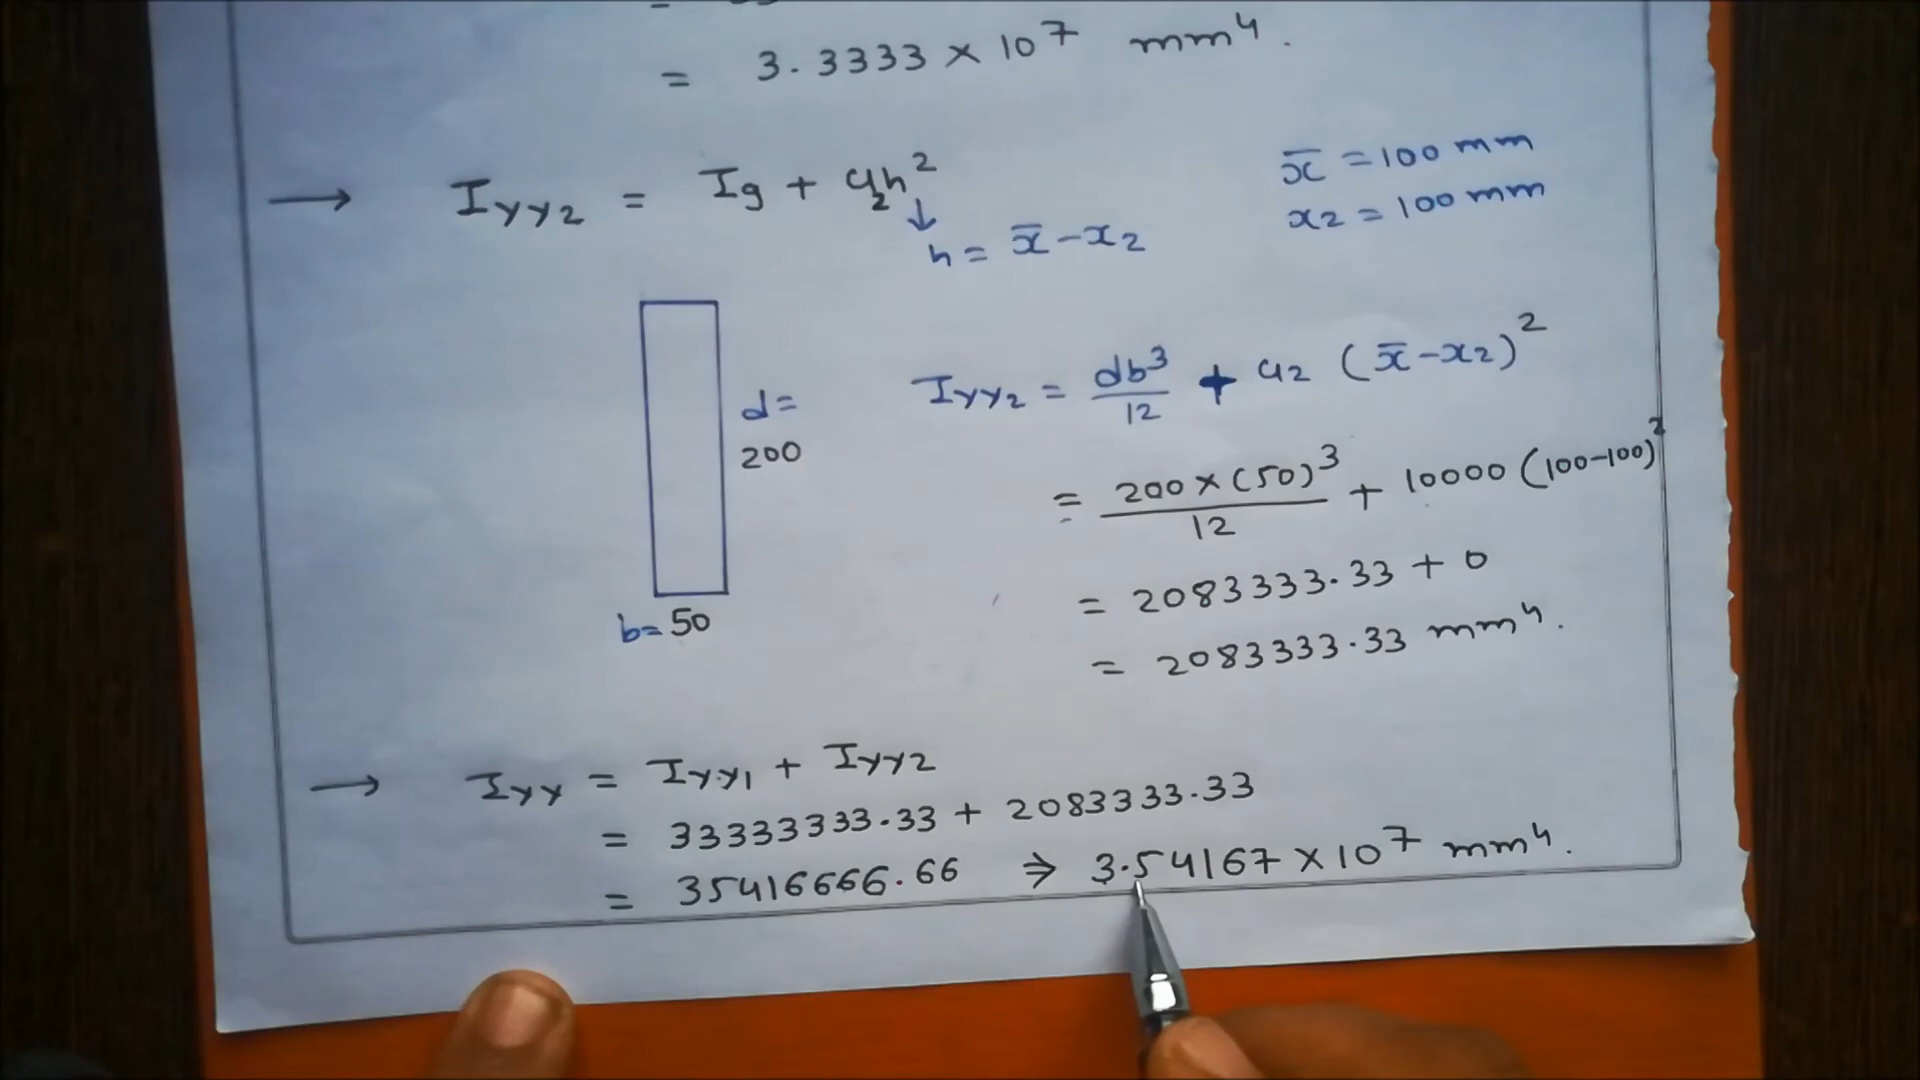 = 3.3333 × 10⁷ mm⁴.
→ Iyy₂ = Ig + a₂h²
↓
h = x̄ - x₂
x̄ = 100 mm
x₂ = 100 mm
d =
200
b = 50
Iyy₂ = db³/12 + a₂ (x̄ - x₂)²
= 200 × (50)³/12 + 10000 (100-100)²
= 2083333.33 + 0
= 2083333.33 mm⁴.
→ Iyy = Iyy₁ + Iyy₂
= 33333333.33 + 2083333.33
= 35416666.66 ⇒ 3.54167 × 10⁷ mm⁴.